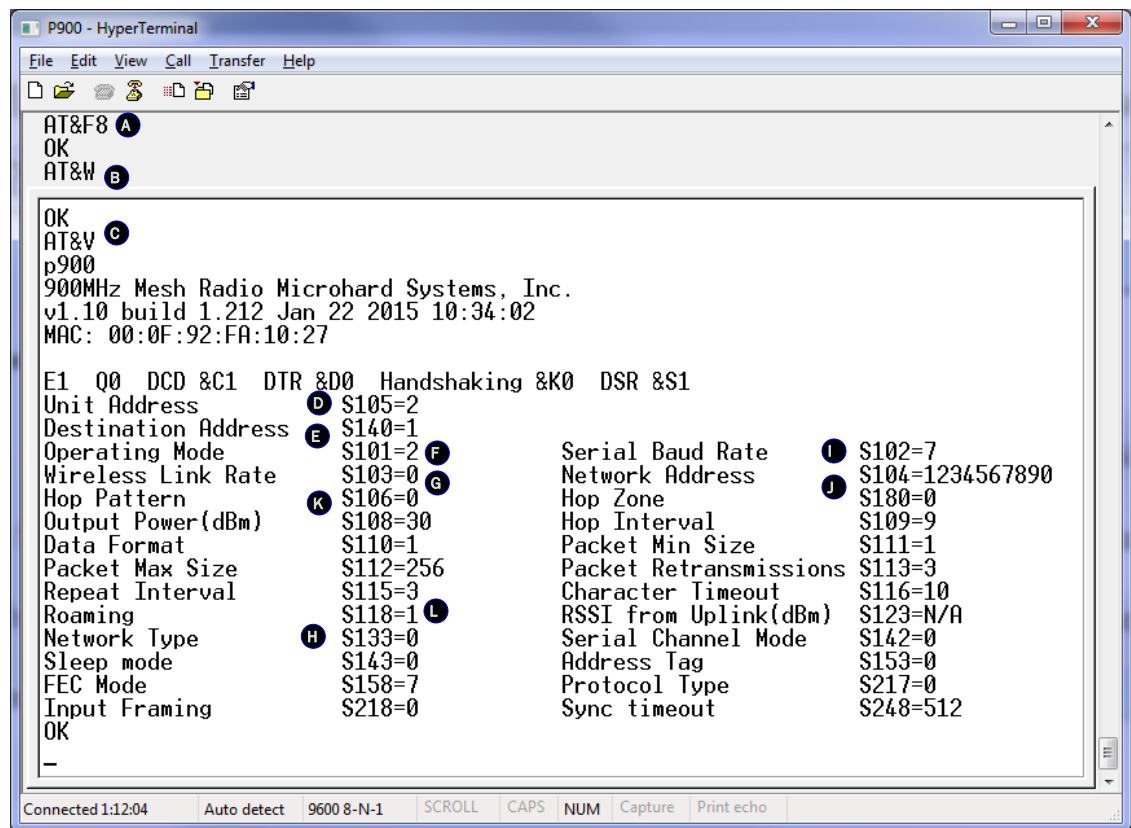 P900 - HyperTerminal
File Edit View Call Transfer Help
AT&F8 A
OK
AT&W B
OK
AT&V C
p900
900MHz Mesh Radio Microhard Systems, Inc.
v1.10 build 1.212 Jan 22 2015 10:34:02
MAC: 00:0F:92:FA:10:27
E1 Q0 DCD &C1 DTR &D0 Handshaking &K0 DSR &S1
Unit Address D S105=2
Destination Address E S140=1
Operating Mode S101=2 F Serial Baud Rate I S102=7
Wireless Link Rate S103=0 G Network Address J S104=1234567890
Hop Pattern K S106=0 Hop Zone S180=0
Output Power(dBm) S108=30 Hop Interval S109=9
Data Format S110=1 Packet Min Size S111=1
Packet Max Size S112=256 Packet Retransmissions S113=3
Repeat Interval S115=3 Character Timeout S116=10
Roaming S118=1 L RSSI from Uplink(dBm) S123=N/A
Network Type H S133=0 Serial Channel Mode S142=0
Sleep mode S143=0 Address Tag S153=0
FEC Mode S158=7 Protocol Type S217=0
Input Framing S218=0 Sync timeout S248=512
OK
_
Connected 1:12:04 Auto detect 9600 8-N-1 SCROLL CAPS NUM Capture Print echo